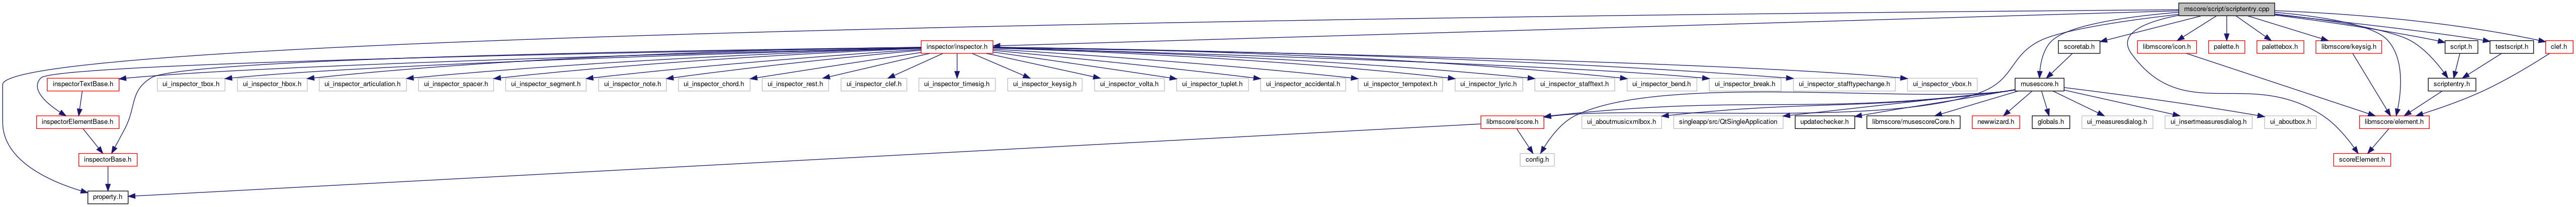 mscore/script/scriptentry.cpp
inspector/inspector.h
scoretab.h
libmscore/icon.h
palette.h
palettebox.h
libmscore/keysig.h
script.h
testscript.h
clef.h
inspectorTextBase.h
ui_inspector_tbox.h
ui_inspector_hbox.h
ui_inspector_articulation.h
ui_inspector_spacer.h
ui_inspector_segment.h
ui_inspector_note.h
ui_inspector_chord.h
ui_inspector_rest.h
ui_inspector_clef.h
ui_inspector_timesig.h
ui_inspector_keysig.h
ui_inspector_volta.h
ui_inspector_tuplet.h
ui_inspector_accidental.h
ui_inspector_tempotext.h
ui_inspector_lyric.h
ui_inspector_stafftext.h
ui_inspector_bend.h
ui_inspector_break.h
ui_inspector_stafftypechange.h
ui_inspector_vbox.h
musescore.h
scriptentry.h
inspectorElementBase.h
libmscore/score.h
ui_aboutmusicxmlbox.h
singleapp/src/QtSingleApplication
updatechecker.h
libmscore/musescoreCore.h
newwizard.h
globals.h
ui_measuresdialog.h
ui_insertmeasuresdialog.h
ui_aboutbox.h
libmscore/element.h
inspectorBase.h
config.h
scoreElement.h
property.h